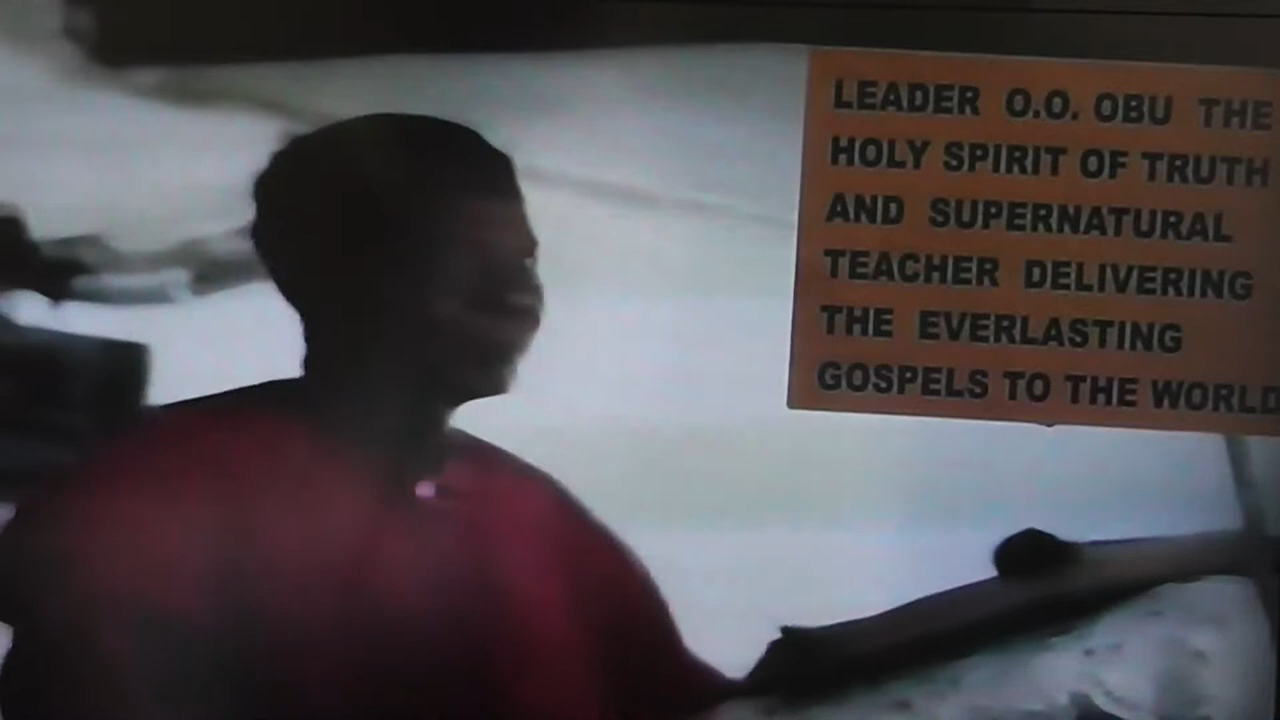 LEADER O.O. OBU THE
HOLY SPIRIT OF TRUTH
AND SUPERNATURAL
TEACHER DELIVERING
THE EVERLASTING
GOSPELS TO THE WORLD